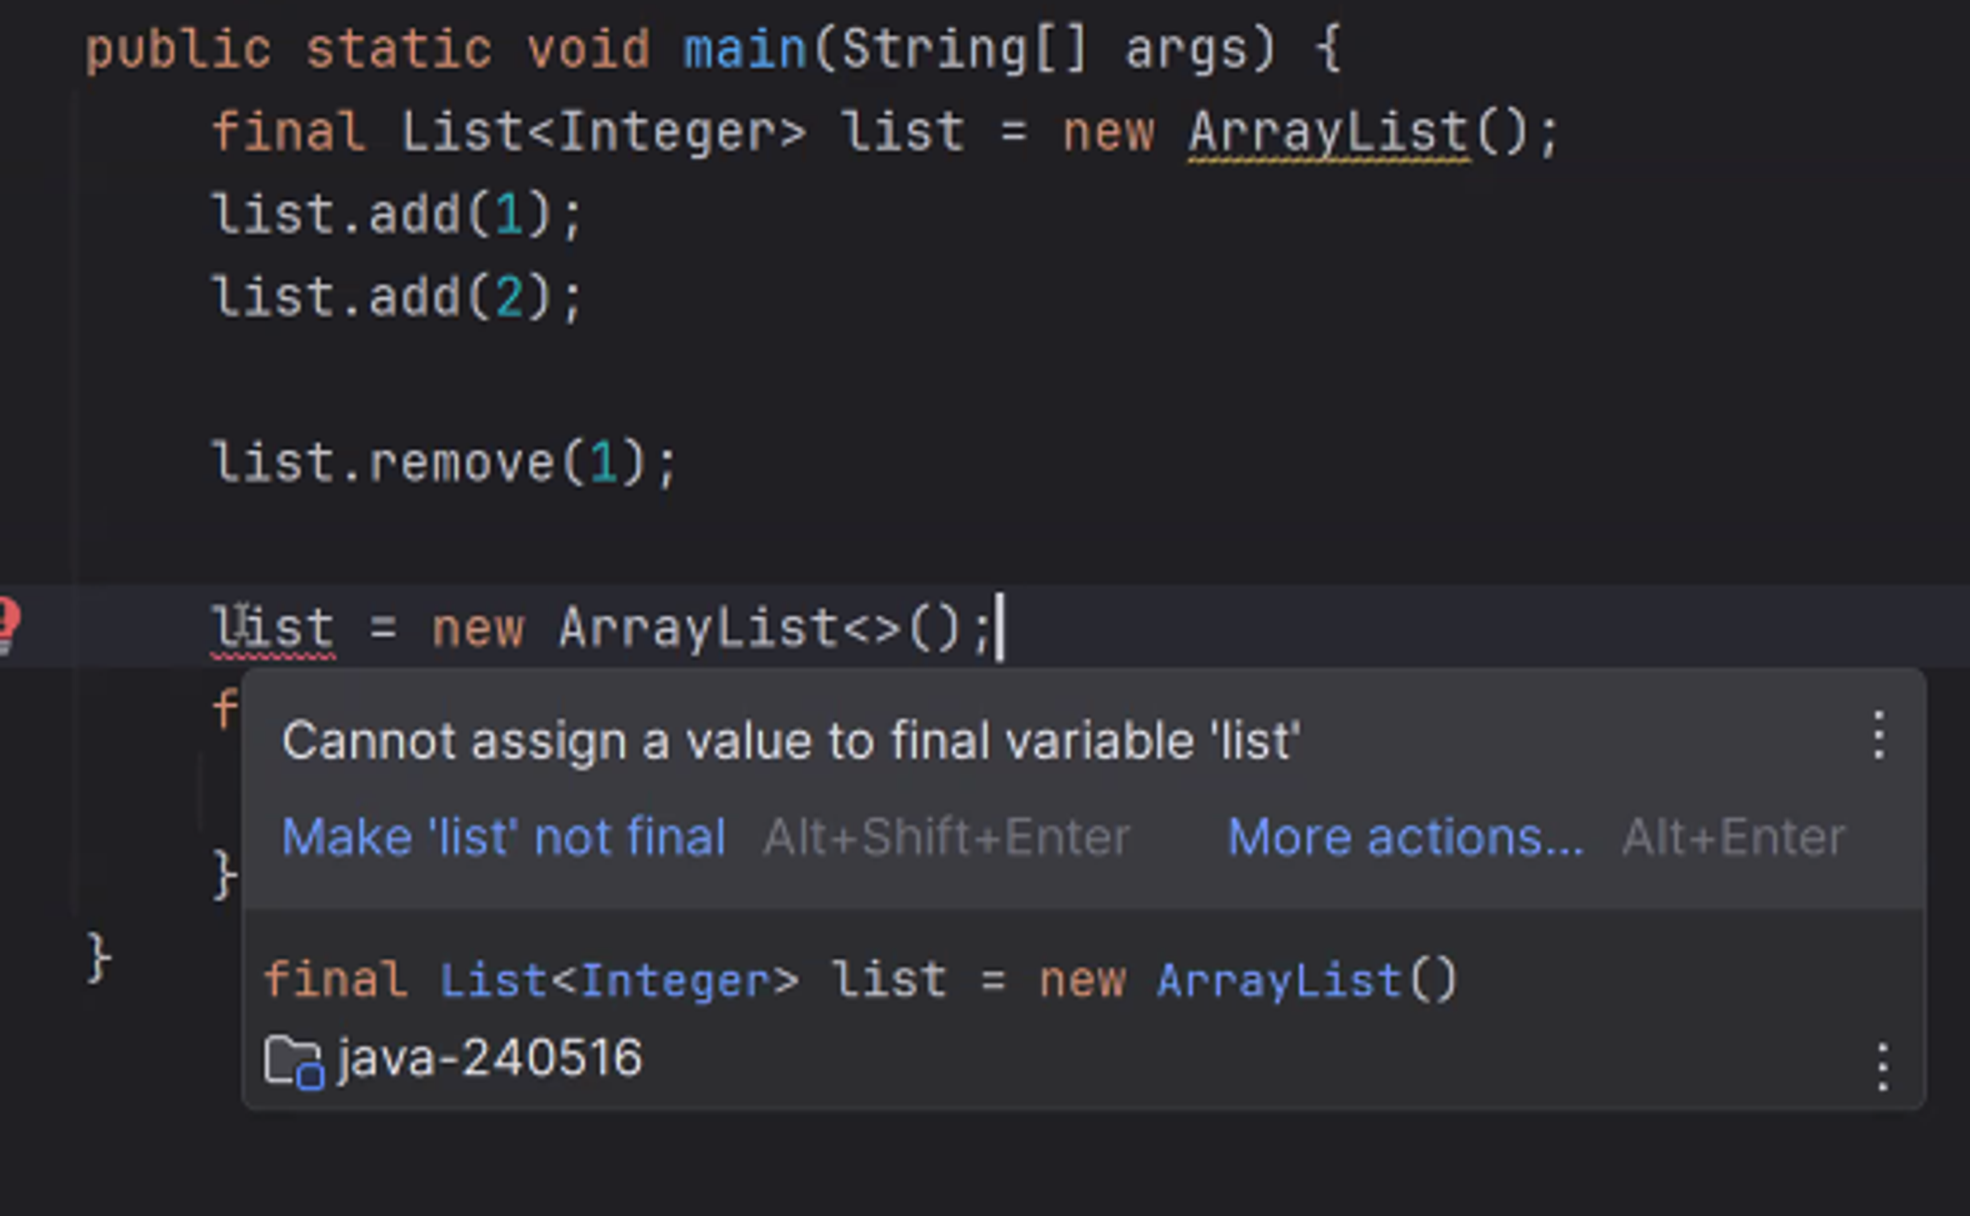 public static void main(String[] args) {
final List<Integer> list = new ArrayList();
list.add(1);
list.add(2);
list.remove(1);
list = new ArrayList<>();
f
Cannot assign a value to final variable 'list'
Make 'list' not final Alt+Shift+Enter More actions... Alt+Enter
}
}
final List<Integer> list = new ArrayList()
java-240516